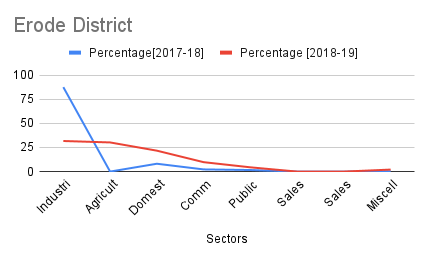 Erode District
Percentage[2017-18]
Percentage [2018-19]
100
75
50
25
0
Industri
Agricult
Domest
Comm
Public
Sales
Sales
Miscell
Sectors